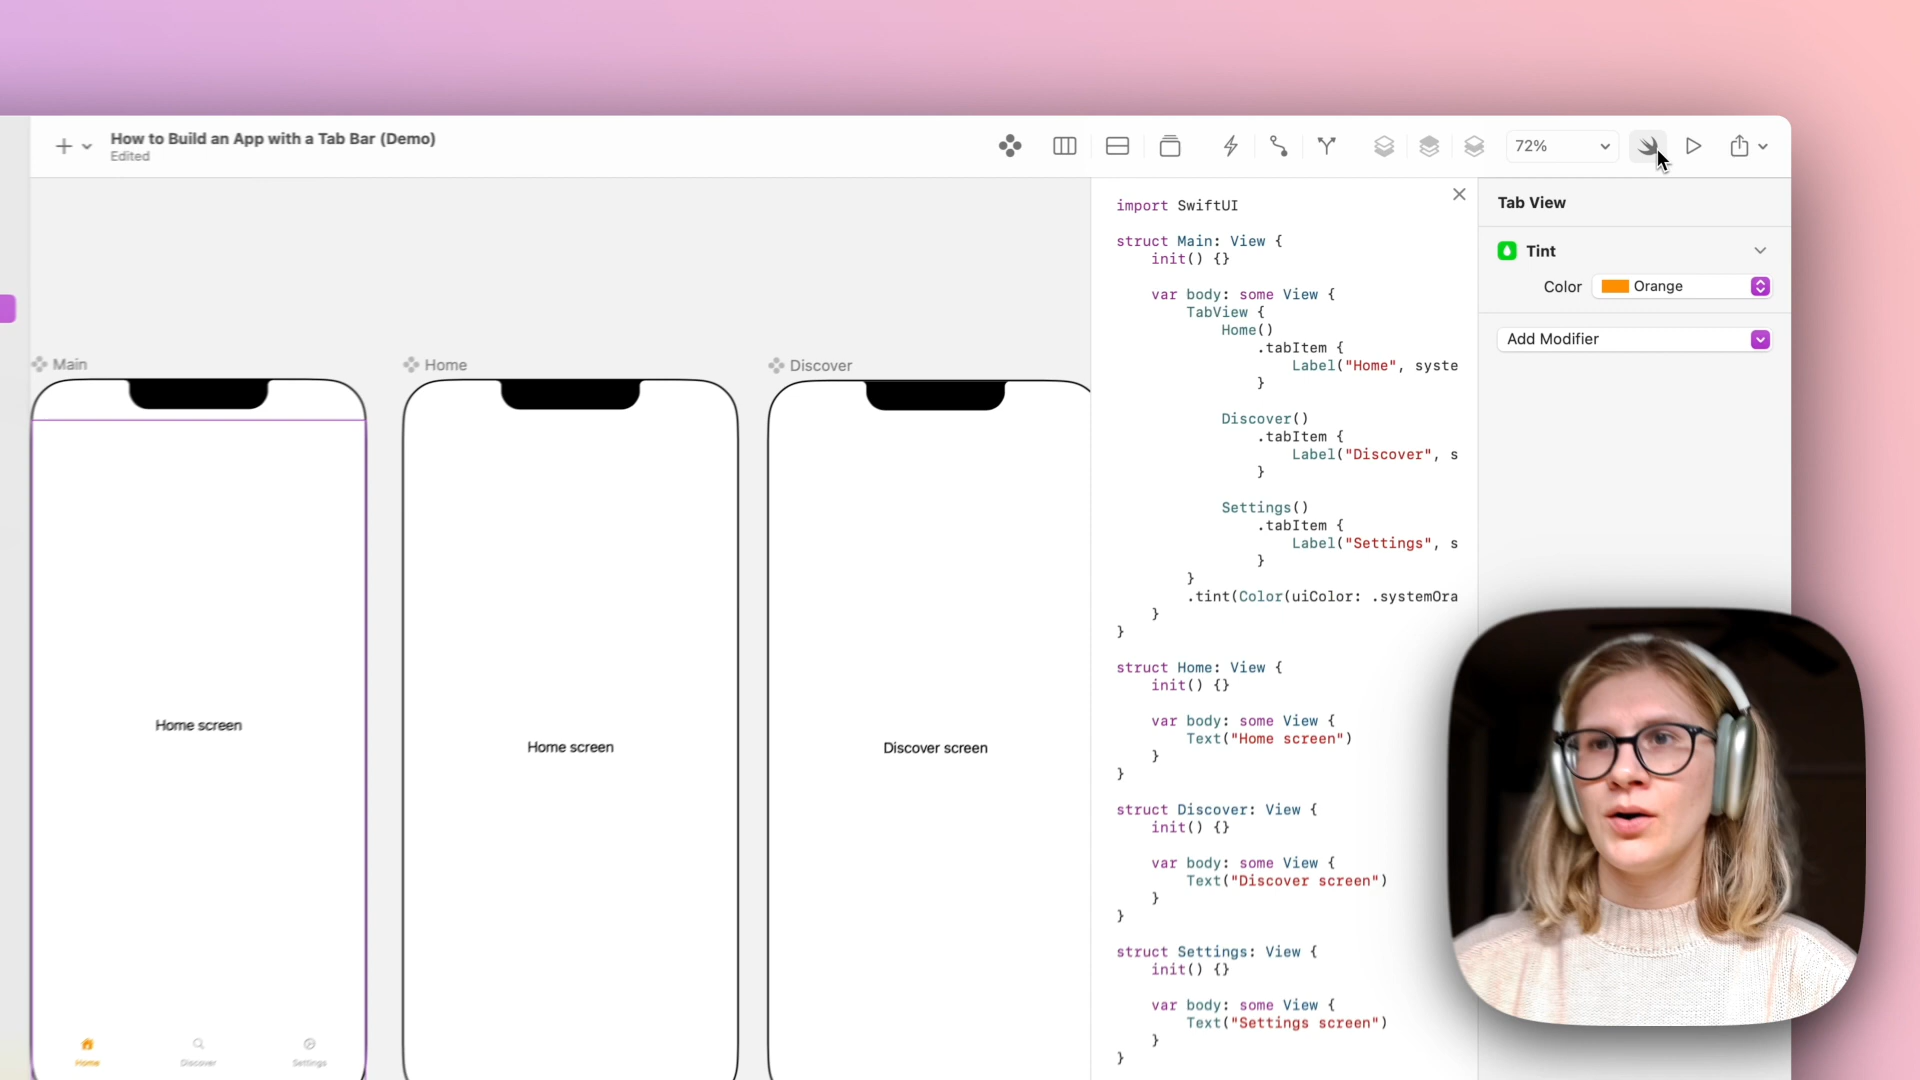 How to Build an App with a Tab Bar (Demo)
Edited
72%
Main
Home
Discover
Home screen
Home screen
Discover screen
Home
Discover
Settings
import SwiftUI
struct Main: View {
init() {}
var body: some View {
TabView {
Home()
.tabItem {
Label("Home", syste
}
Discover()
.tabItem {
Label("Discover", s
}
Settings()
.tabItem {
Label("Settings", s
}
}
.tint(Color(uiColor: .systemOra
}
}
struct Home: View {
init() {}
var body: some View {
Text("Home screen")
}
}
struct Discover: View {
init() {}
var body: some View {
Text("Discover screen")
}
}
struct Settings: View {
init() {}
var body: some View {
Text("Settings screen")
}
}
Tab View
Tint
Color Orange
Add Modifier